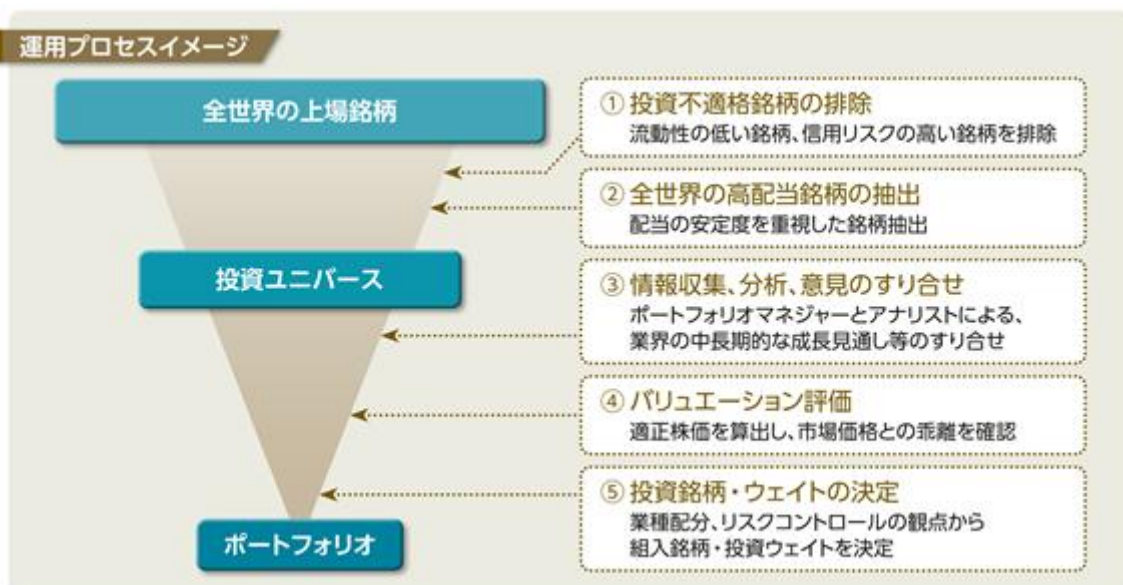 運用プロセスイメージ
全世界の上場銘柄
① 投資不適格銘柄の排除
流動性の低い銘柄、信用リスクの高い銘柄を排除
② 全世界の高配当銘柄の抽出
配当の安定度を重視した銘柄抽出
投資ユニバース
③ 情報収集、分析、意見のすり合せ
ポートフォリオマネジャーとアナリストによる、
業界の中長期的な成長見通し等のすり合せ
④ バリュエーション評価
適正株価を算出し、市場価格との乖離を確認
⑤ 投資銘柄・ウェイトの決定
業種配分、リスクコントロールの観点から
組入銘柄・投資ウェイトを決定
ポートフォリオ